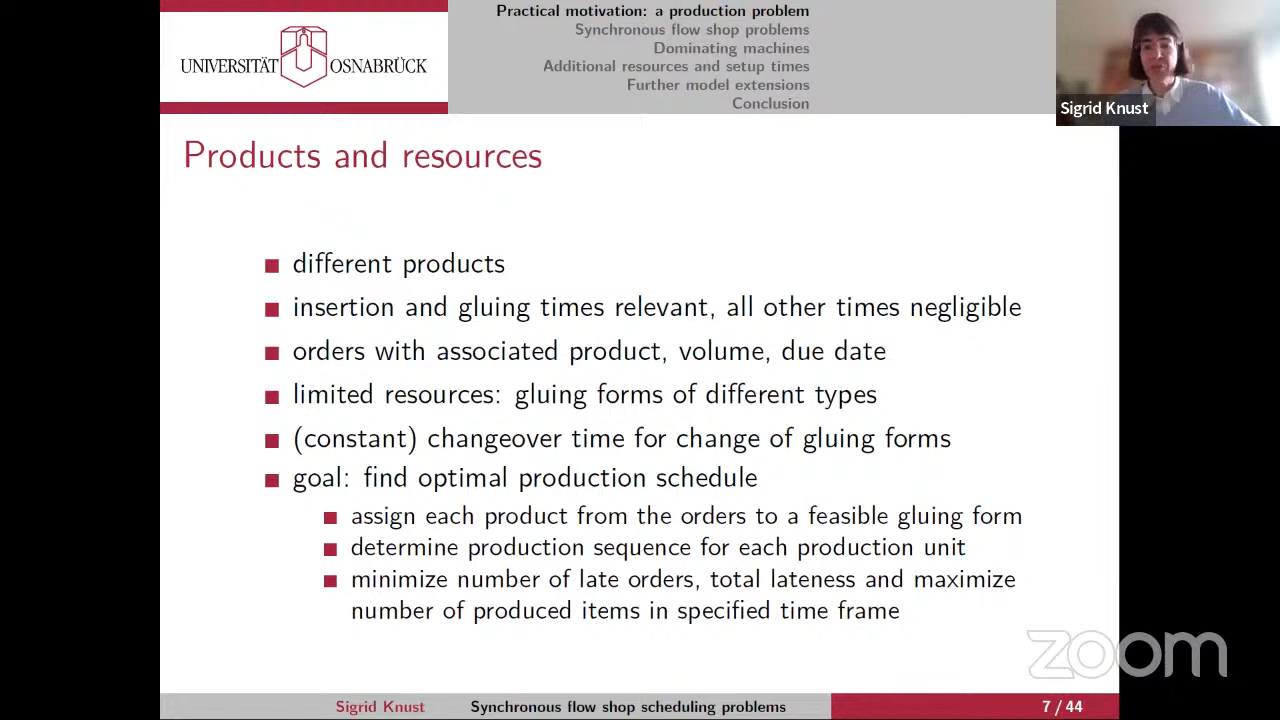 UNIVERSITÄT OSNABRÜCK
Practical motivation: a production problem
Synchronous flow shop problems
Dominating machines
Additional resources and setup times
Further model extensions
Conclusion
Sigrid Knust
Products and resources
different products
insertion and gluing times relevant, all other times negligible
orders with associated product, volume, due date
limited resources: gluing forms of different types
(constant) changeover time for change of gluing forms
goal: find optimal production schedule
assign each product from the orders to a feasible gluing form
determine production sequence for each production unit
minimize number of late orders, total lateness and maximize
number of produced items in specified time frame
zoom
Sigrid Knust Synchronous flow shop scheduling problems 7 / 44